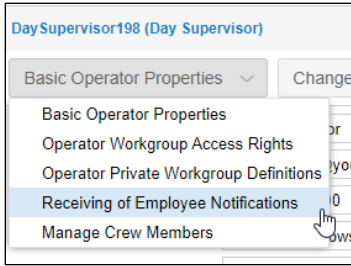 DaySupervisor198 (Day Supervisor)
Basic Operator Properties Change
Basic Operator Properties
Operator Workgroup Access Rights
Operator Private Workgroup Definitions
Receiving of Employee Notifications
Manage Crew Members